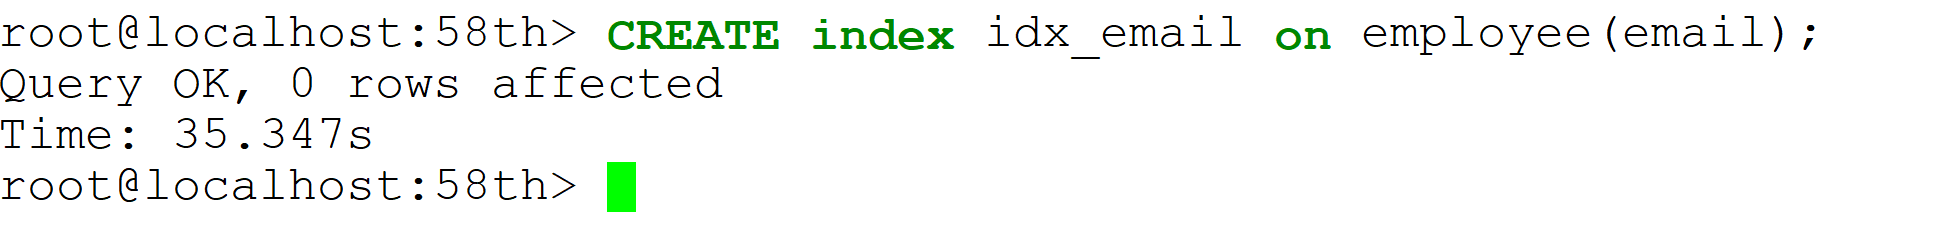 root@localhost:58th> CREATE index idx_email on employee(email);
Query OK, 0 rows affected
Time: 35.347s
root@localhost:58th>